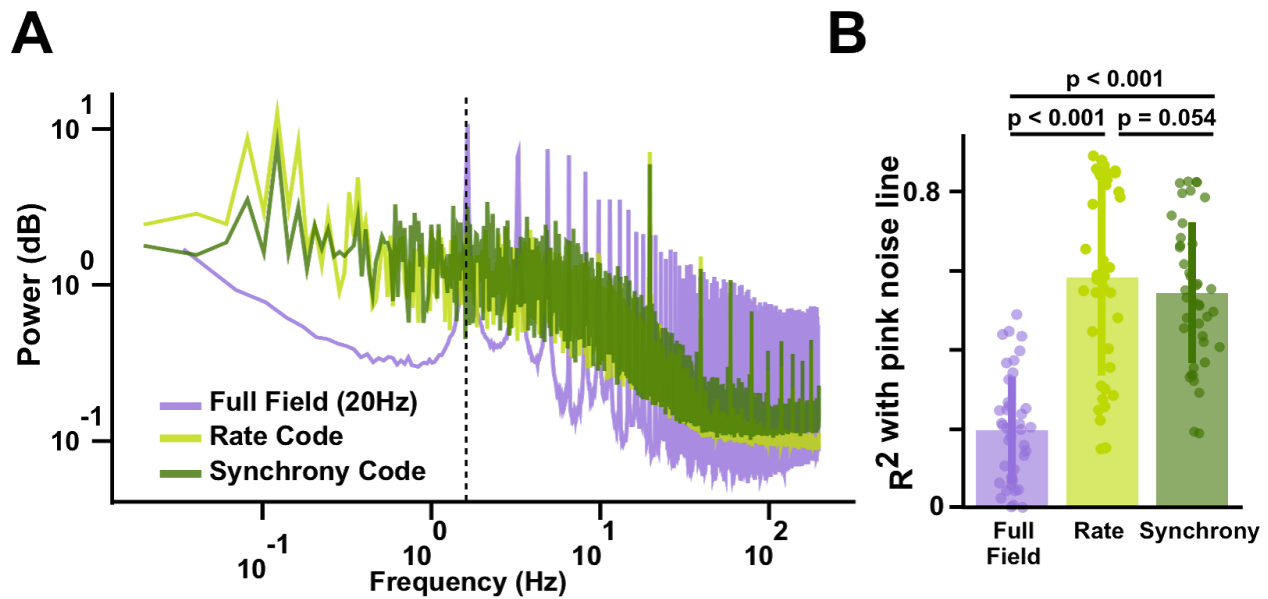 A
B
p < 0.001
p < 0.001
p = 0.054
10 1
10 0
10 -1
Power (dB)
Full Field (20Hz)
Rate Code
Synchrony Code
10 -1
10 0
10 1
10 2
Frequency (Hz)
R2 with pink noise line
0.8
0
Full
Field
Rate
Synchrony